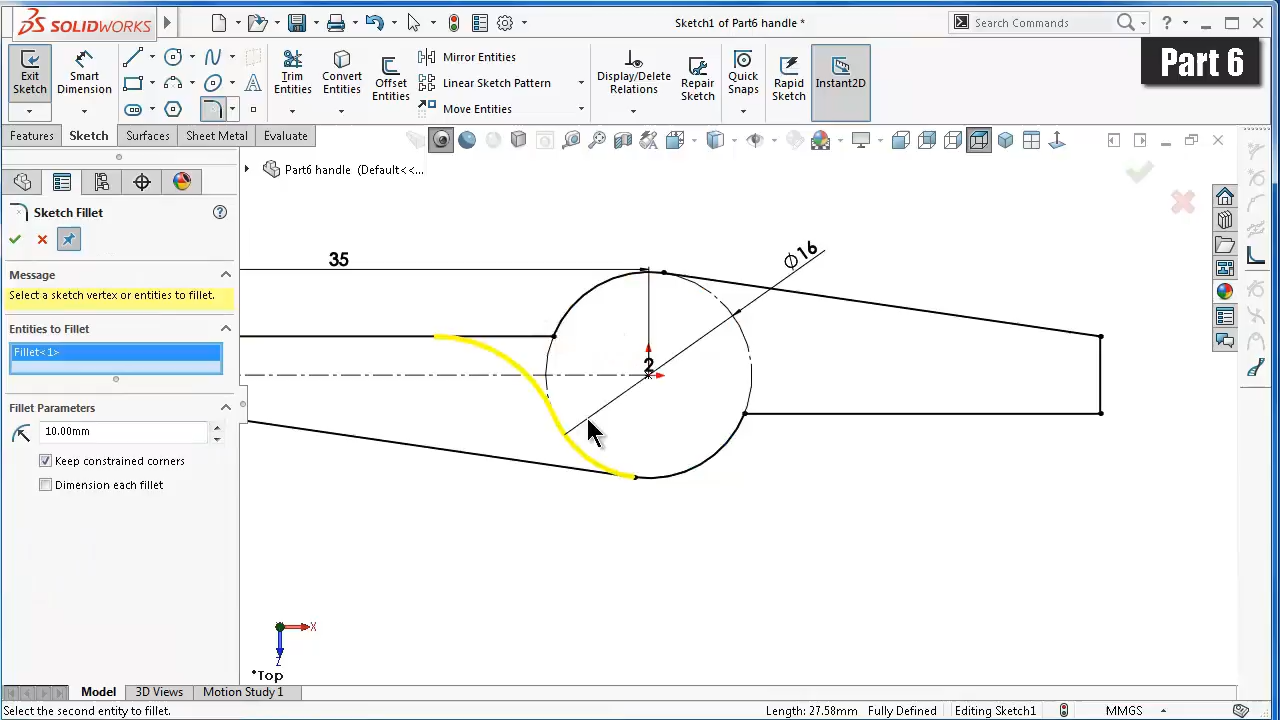 SOLIDWORKS
Sketch1 of Part6 handle *
Search Commands
?
Part 6
Exit Sketch
Smart Dimension
Trim Entities
Convert Entities
Offset Entities
Mirror Entities
Linear Sketch Pattern
Move Entities
Display/Delete Relations
Repair Sketch
Quick Snaps
Rapid Sketch
Instant2D
Features
Sketch
Surfaces
Sheet Metal
Evaluate
Part6 handle (Default<<...
Sketch Fillet
?
Message
Select a sketch vertex or entities to fillet.
Entities to Fillet
Fillet<1>
Fillet Parameters
10.00mm
Keep constrained corners
Dimension each fillet
35
Ø16
2
X
Z
*Top
Model
3D Views
Motion Study 1
Select the second entity to fillet.
Length: 27.58mm
Fully Defined
Editing Sketch1
MMGS